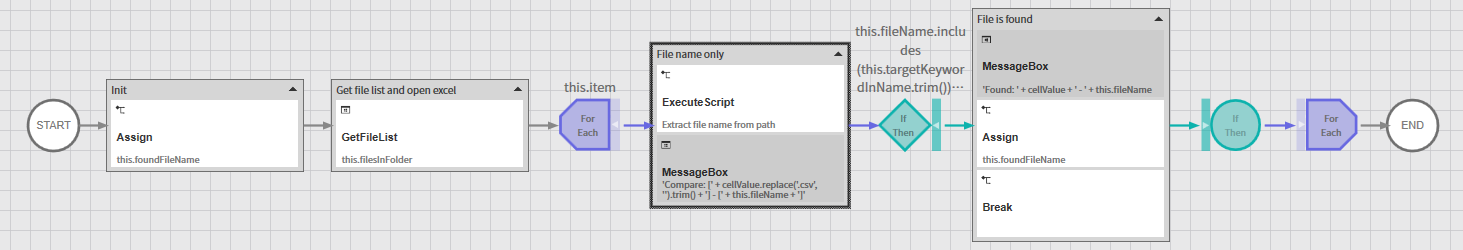 START
Init
Assign
this.foundFileName
Get file list and open excel
GetFileList
this.filesInFolder
this.item
For
Each
File name only
ExecuteScript
Extract file name from path
MessageBox
'Compare: [' + cellValue.replace('.csv',
'').trim() + '] - [' + this.fileName + ']'
this.fileName.inclu
des
(this.targetKeywor
dInName.trim())⋯
If
Then
File is found
MessageBox
'Found: ' + cellValue + ' - ' + this.fileName
Assign
this.foundFileName
Break
If
Then
For
Each
END